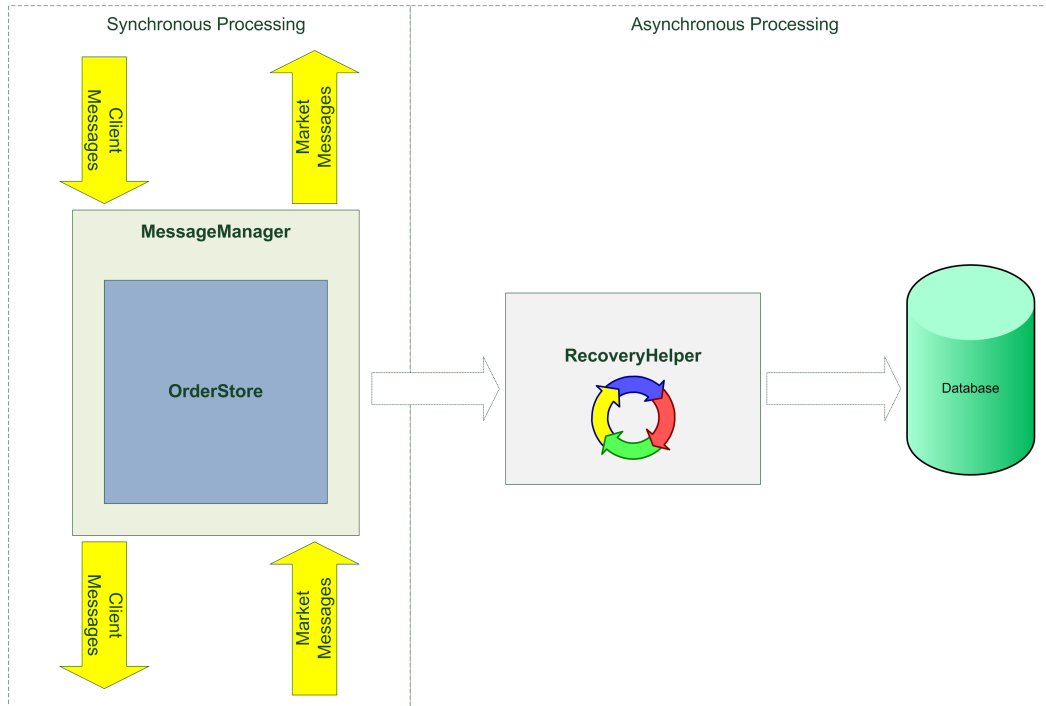 Synchronous Processing
Asynchronous Processing
Client
Messages
Market
Messages
MessageManager
OrderStore
RecoveryHelper
Database
Client
Messages
Market
Messages